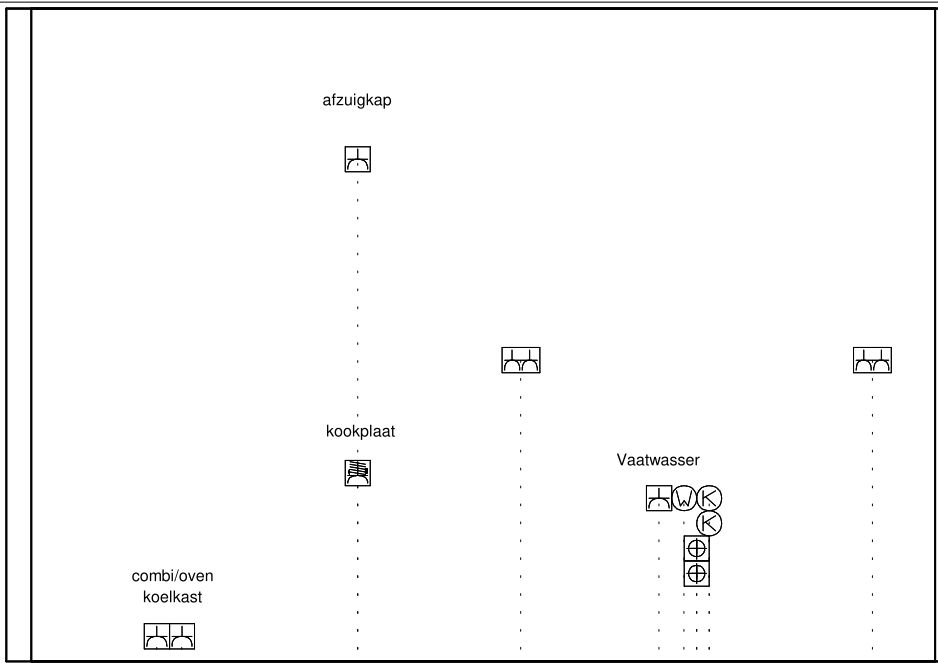 afzuigkap
kookplaat
Vaatwasser
W K
K
combi/oven
koelkast